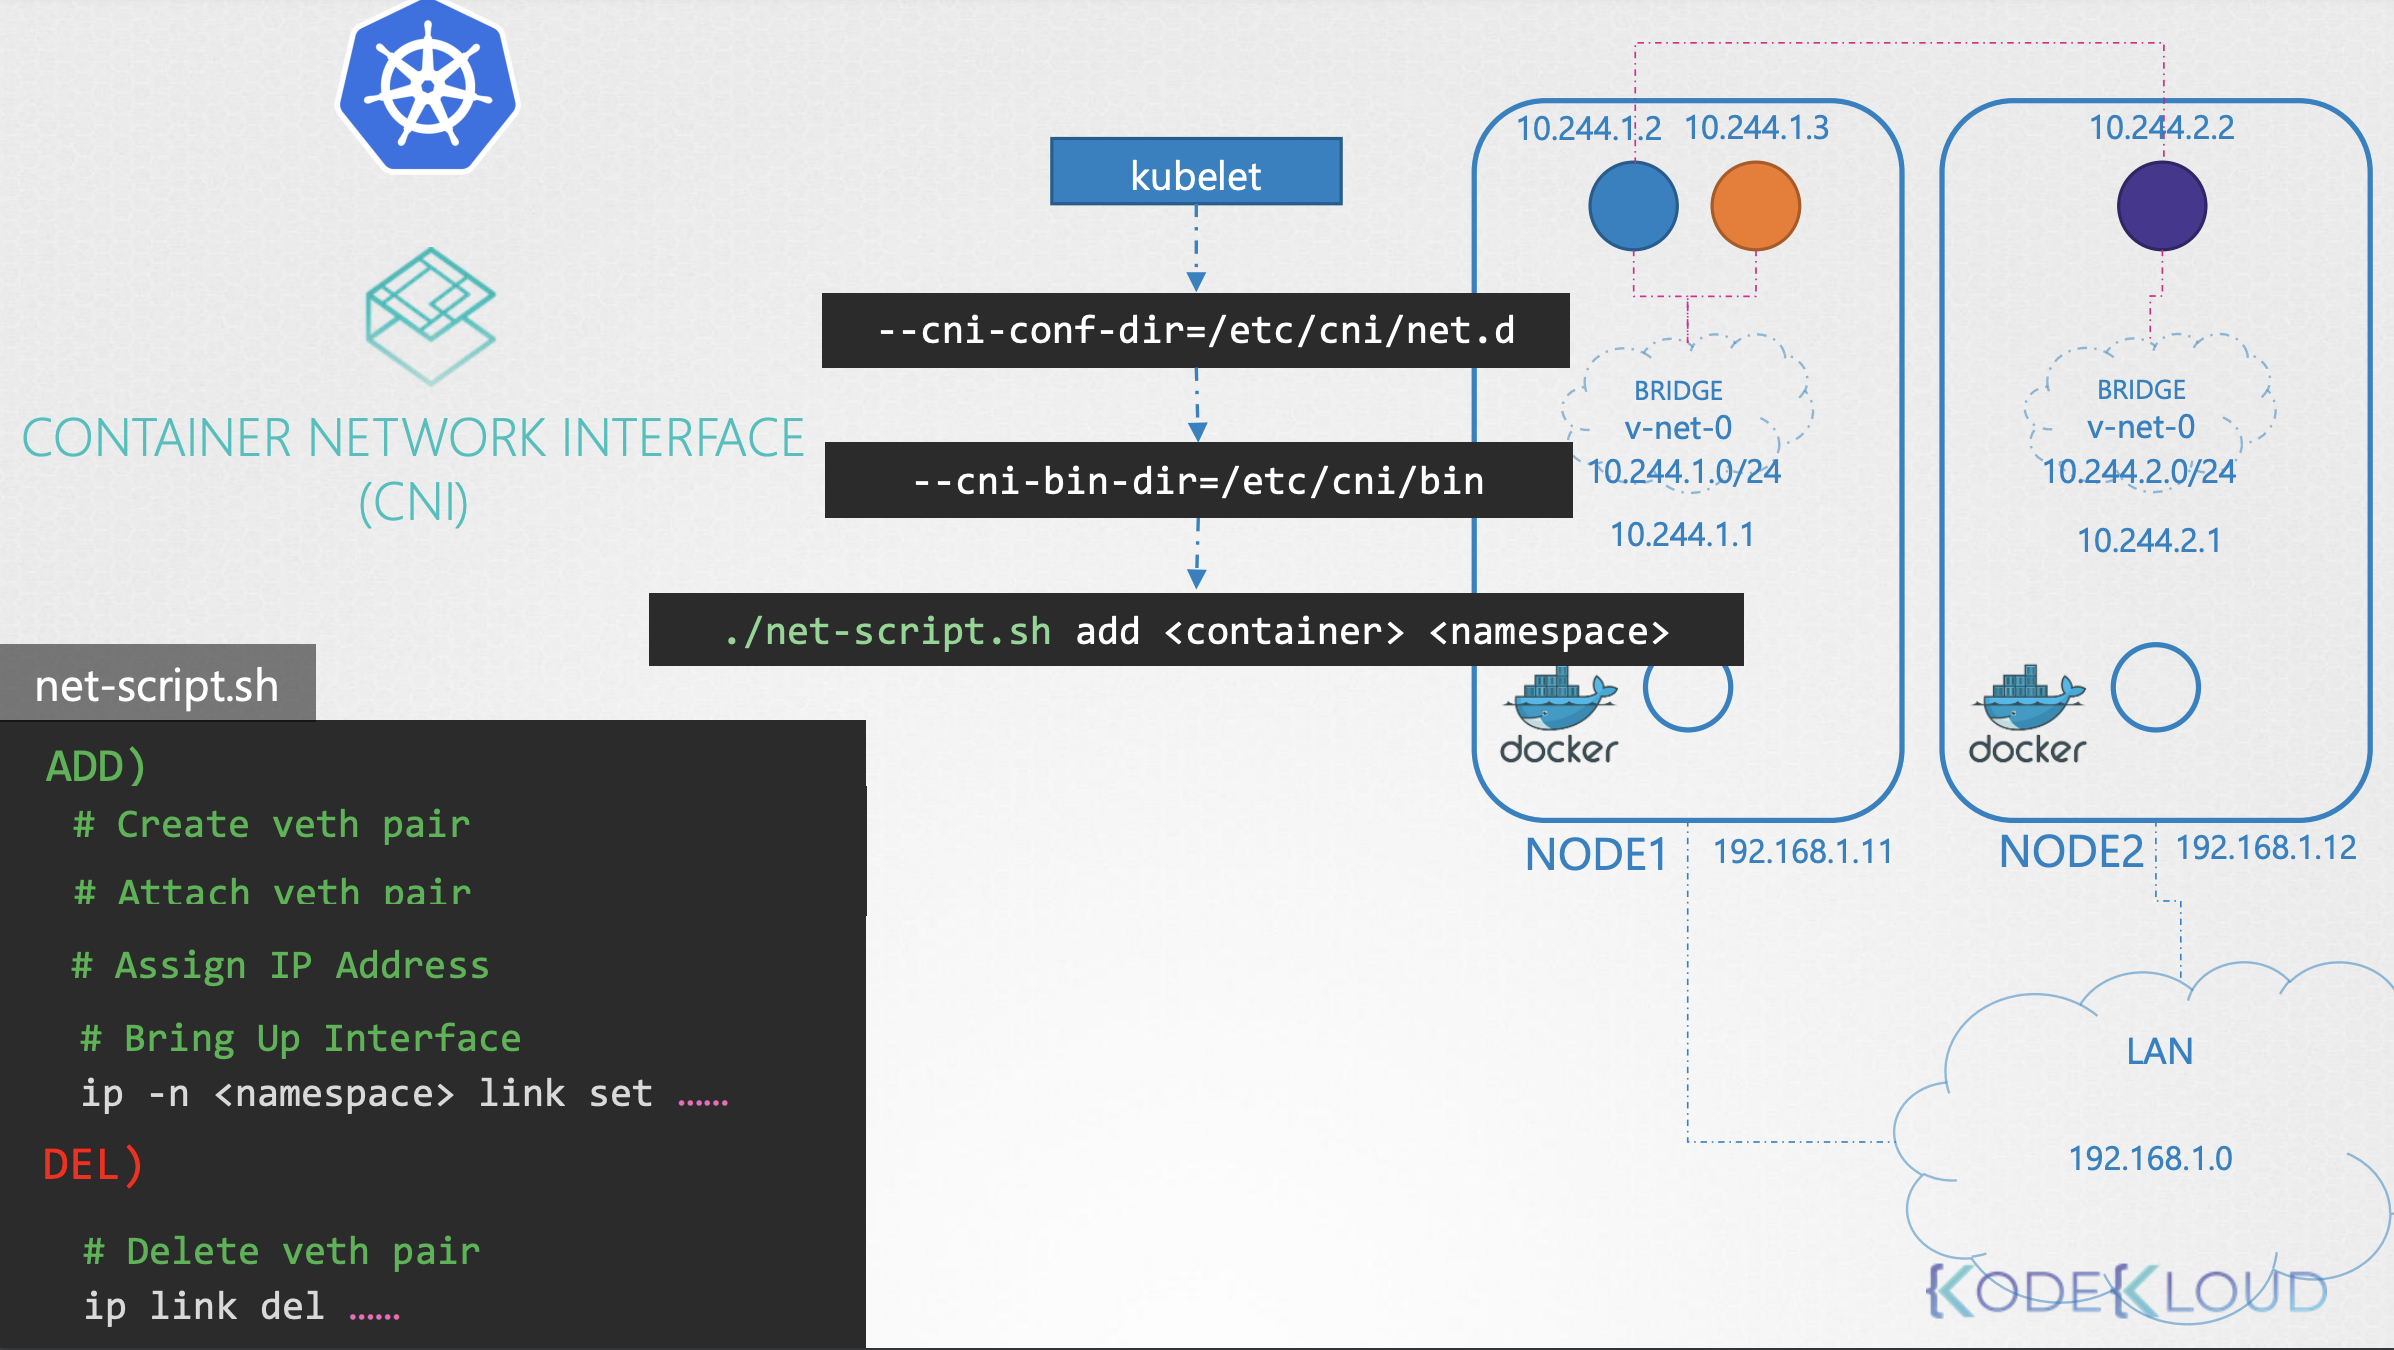 CONTAINER NETWORK INTERFACE
(CNI)
kubelet
--cni-conf-dir=/etc/cni/net.d
--cni-bin-dir=/etc/cni/bin
./net-script.sh add <container> <namespace>
net-script.sh
ADD)
# Create veth pair
# Attach veth pair
# Assign IP Address
# Bring Up Interface
ip -n <namespace> link set ......
DEL)
# Delete veth pair
ip link del ......
10.244.1.2 10.244.1.3
BRIDGE
v-net-0
10.244.1.0/24
10.244.1.1
docker
NODE1 192.168.1.11
10.244.2.2
BRIDGE
v-net-0
10.244.2.0/24
10.244.2.1
docker
NODE2 192.168.1.12
LAN
192.168.1.0
KODEKLOUD